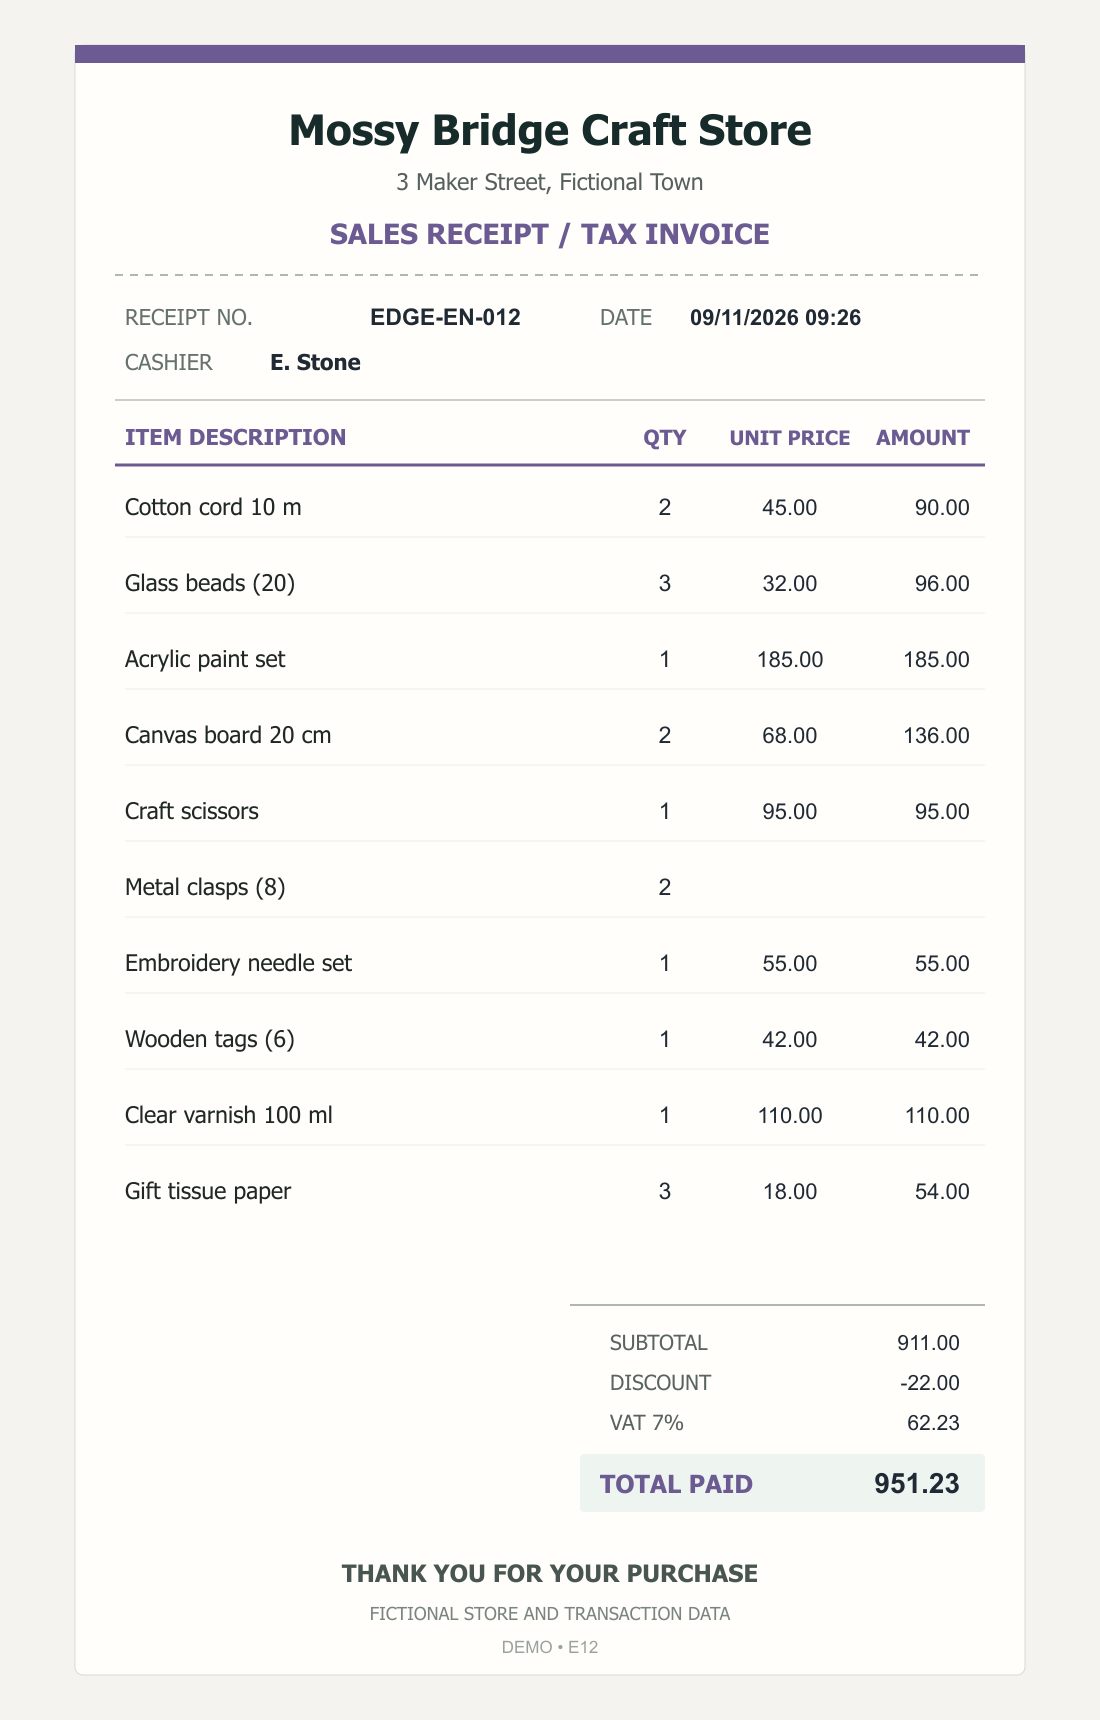 Mossy Bridge Craft Store
3 Maker Street, Fictional Town
SALES RECEIPT / TAX INVOICE
RECEIPT NO. EDGE-EN-012 DATE 09/11/2026 09:26
CASHIER E. Stone
ITEM DESCRIPTION QTY UNIT PRICE AMOUNT
Cotton cord 10 m 2 45.00 90.00
Glass beads (20) 3 32.00 96.00
Acrylic paint set 1 185.00 185.00
Canvas board 20 cm 2 68.00 136.00
Craft scissors 1 95.00 95.00
Metal clasps (8) 2
Embroidery needle set 1 55.00 55.00
Wooden tags (6) 1 42.00 42.00
Clear varnish 100 ml 1 110.00 110.00
Gift tissue paper 3 18.00 54.00
SUBTOTAL 911.00
DISCOUNT -22.00
VAT 7% 62.23
TOTAL PAID 951.23
THANK YOU FOR YOUR PURCHASE
FICTIONAL STORE AND TRANSACTION DATA
DEMO • E12